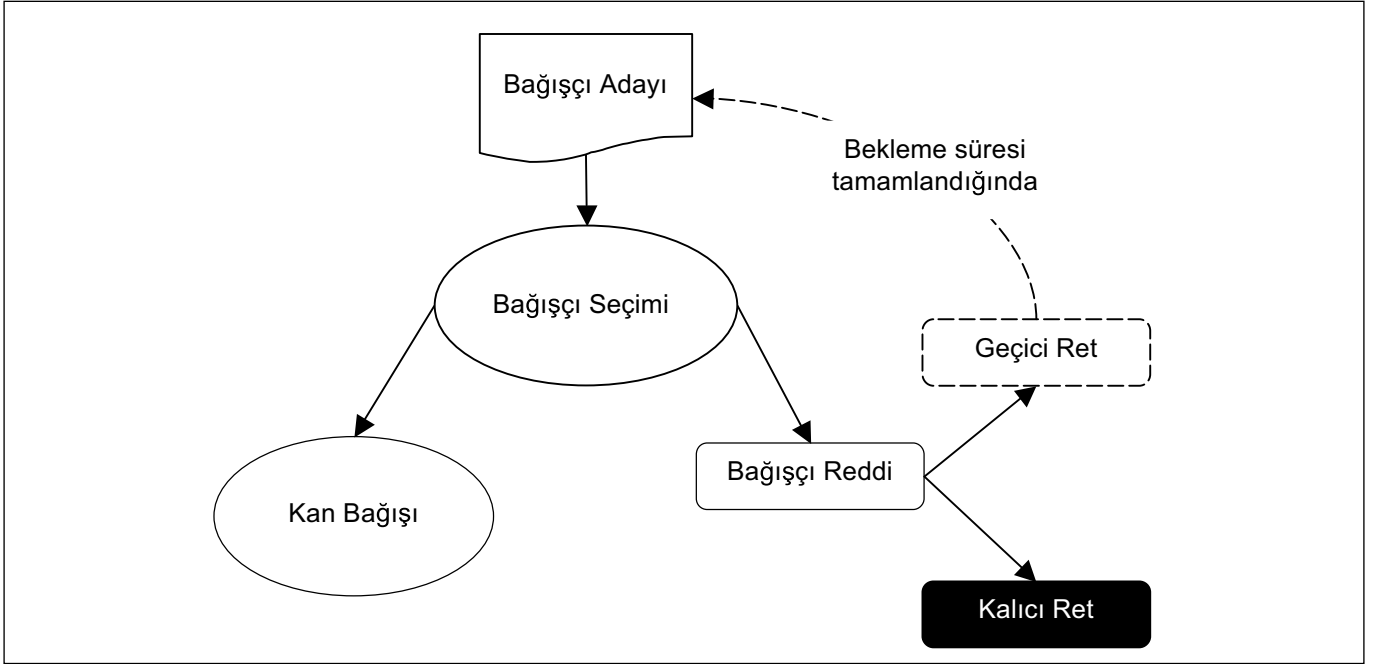 Bağışçı Adayı
Bekleme süresi
tamamlandığında
Bağışçı Seçimi
Geçici Ret
Bağışçı Reddi
Kan Bağışı
Kalıcı Ret